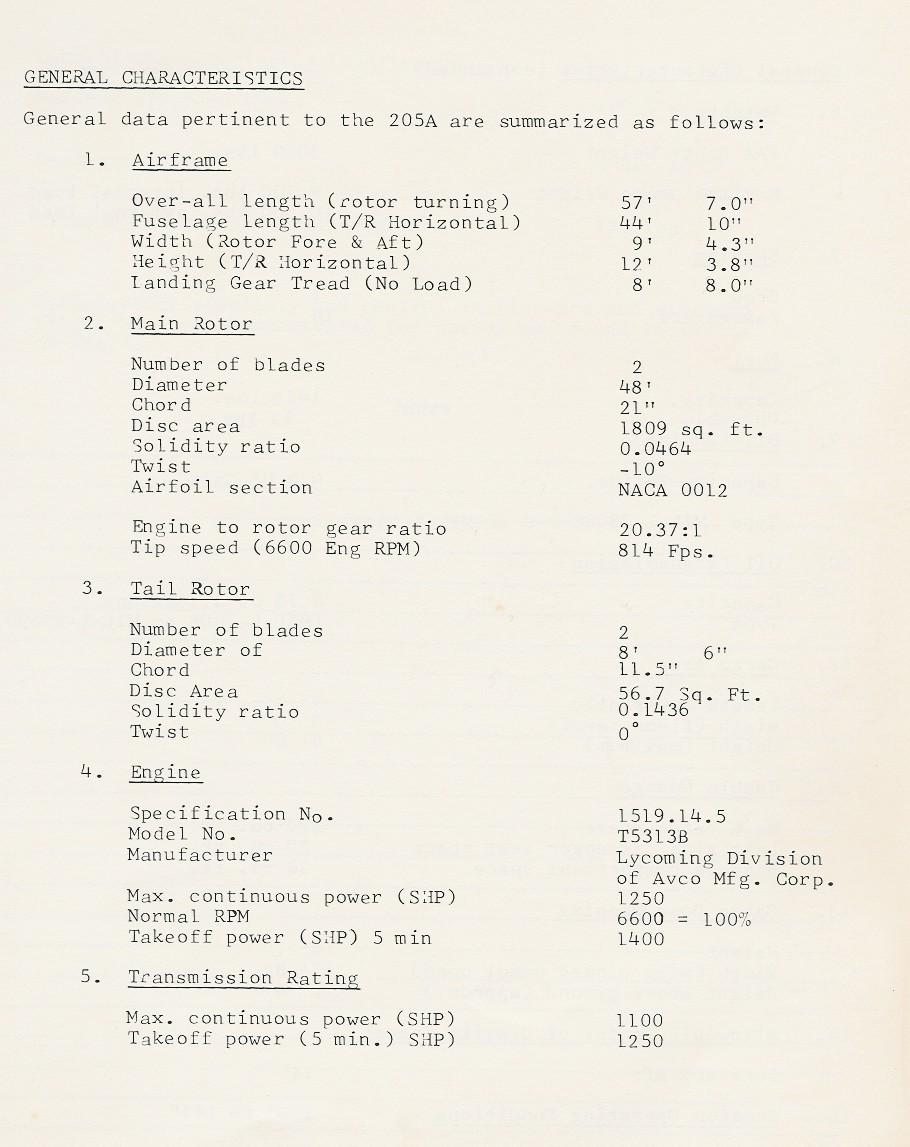 GENERAL CHARACTERISTICS
General data pertinent to the 205A are summarized as follows:
1. Airframe
Over-all length (rotor turning) 57' 7.0"
Fuselage length (T/R Horizontal) 44' 10"
Width (Rotor Fore & Aft) 9' 4.3"
Height (T/R Horizontal) 12' 3.8"
Landing Gear Tread (No Load) 8' 8.0"
2. Main Rotor
Number of blades 2
Diameter 48'
Chord 21"
Disc area 1809 sq. ft.
Solidity ratio 0.0464
Twist -10°
Airfoil section NACA 0012
Engine to rotor gear ratio 20.37:1
Tip speed (6600 Eng RPM) 814 Fps.
3. Tail Rotor
Number of blades 2
Diameter of 8' 6"
Chord 11.5"
Disc Area 56.7 Sq. Ft.
Solidity ratio 0.1436
Twist 0°
4. Engine
Specification No. 1519.14.5
Model No. T5313B
Manufacturer Lycoming Division
of Avco Mfg. Corp.
Max. continuous power (SHP) 1250
Normal RPM 6600 = 100%
Takeoff power (SHP) 5 min 1400
5. Transmission Rating
Max. continuous power (SHP) 1100
Takeoff power (5 min.) SHP) 1250